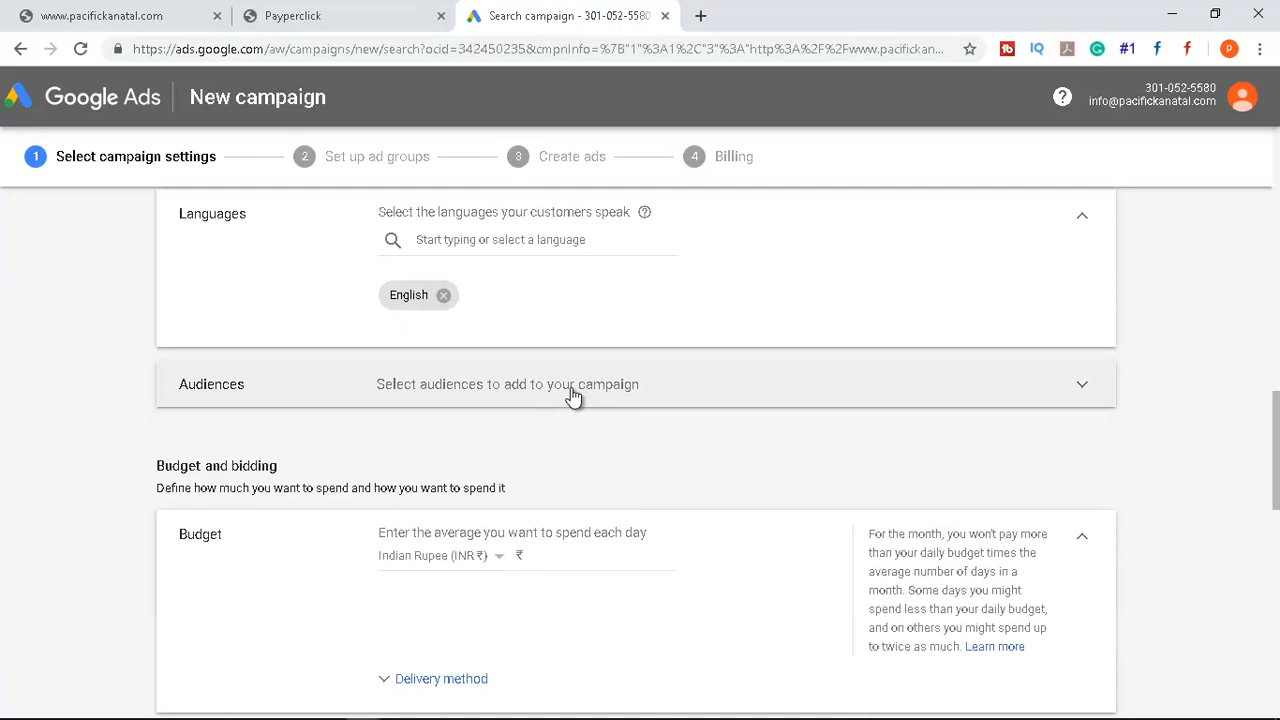 www.pacifickanatal.com
Payperclick
Search campaign - 301-052-5580
https://ads.google.com/aw/campaigns/new/search?ocid=342450235&cmpnInfo=%7B"1"%3A1%2C"3"%3A"http%3A%2F%2Fwww.pacifickan...
IQ
#1
P
Google Ads
New campaign
301-052-5580
info@pacifickanatal.com
1 Select campaign settings
2 Set up ad groups
3 Create ads
4 Billing
Languages
Select the languages your customers speak
Start typing or select a language
English
Audiences
Select audiences to add to your campaign
Budget and bidding
Define how much you want to spend and how you want to spend it
Budget
Enter the average you want to spend each day
Indian Rupee (INR ₹) ₹
For the month, you won't pay more
than your daily budget times the
average number of days in a
month. Some days you might
spend less than your daily budget,
and on others you might spend up
to twice as much. Learn more
Delivery method